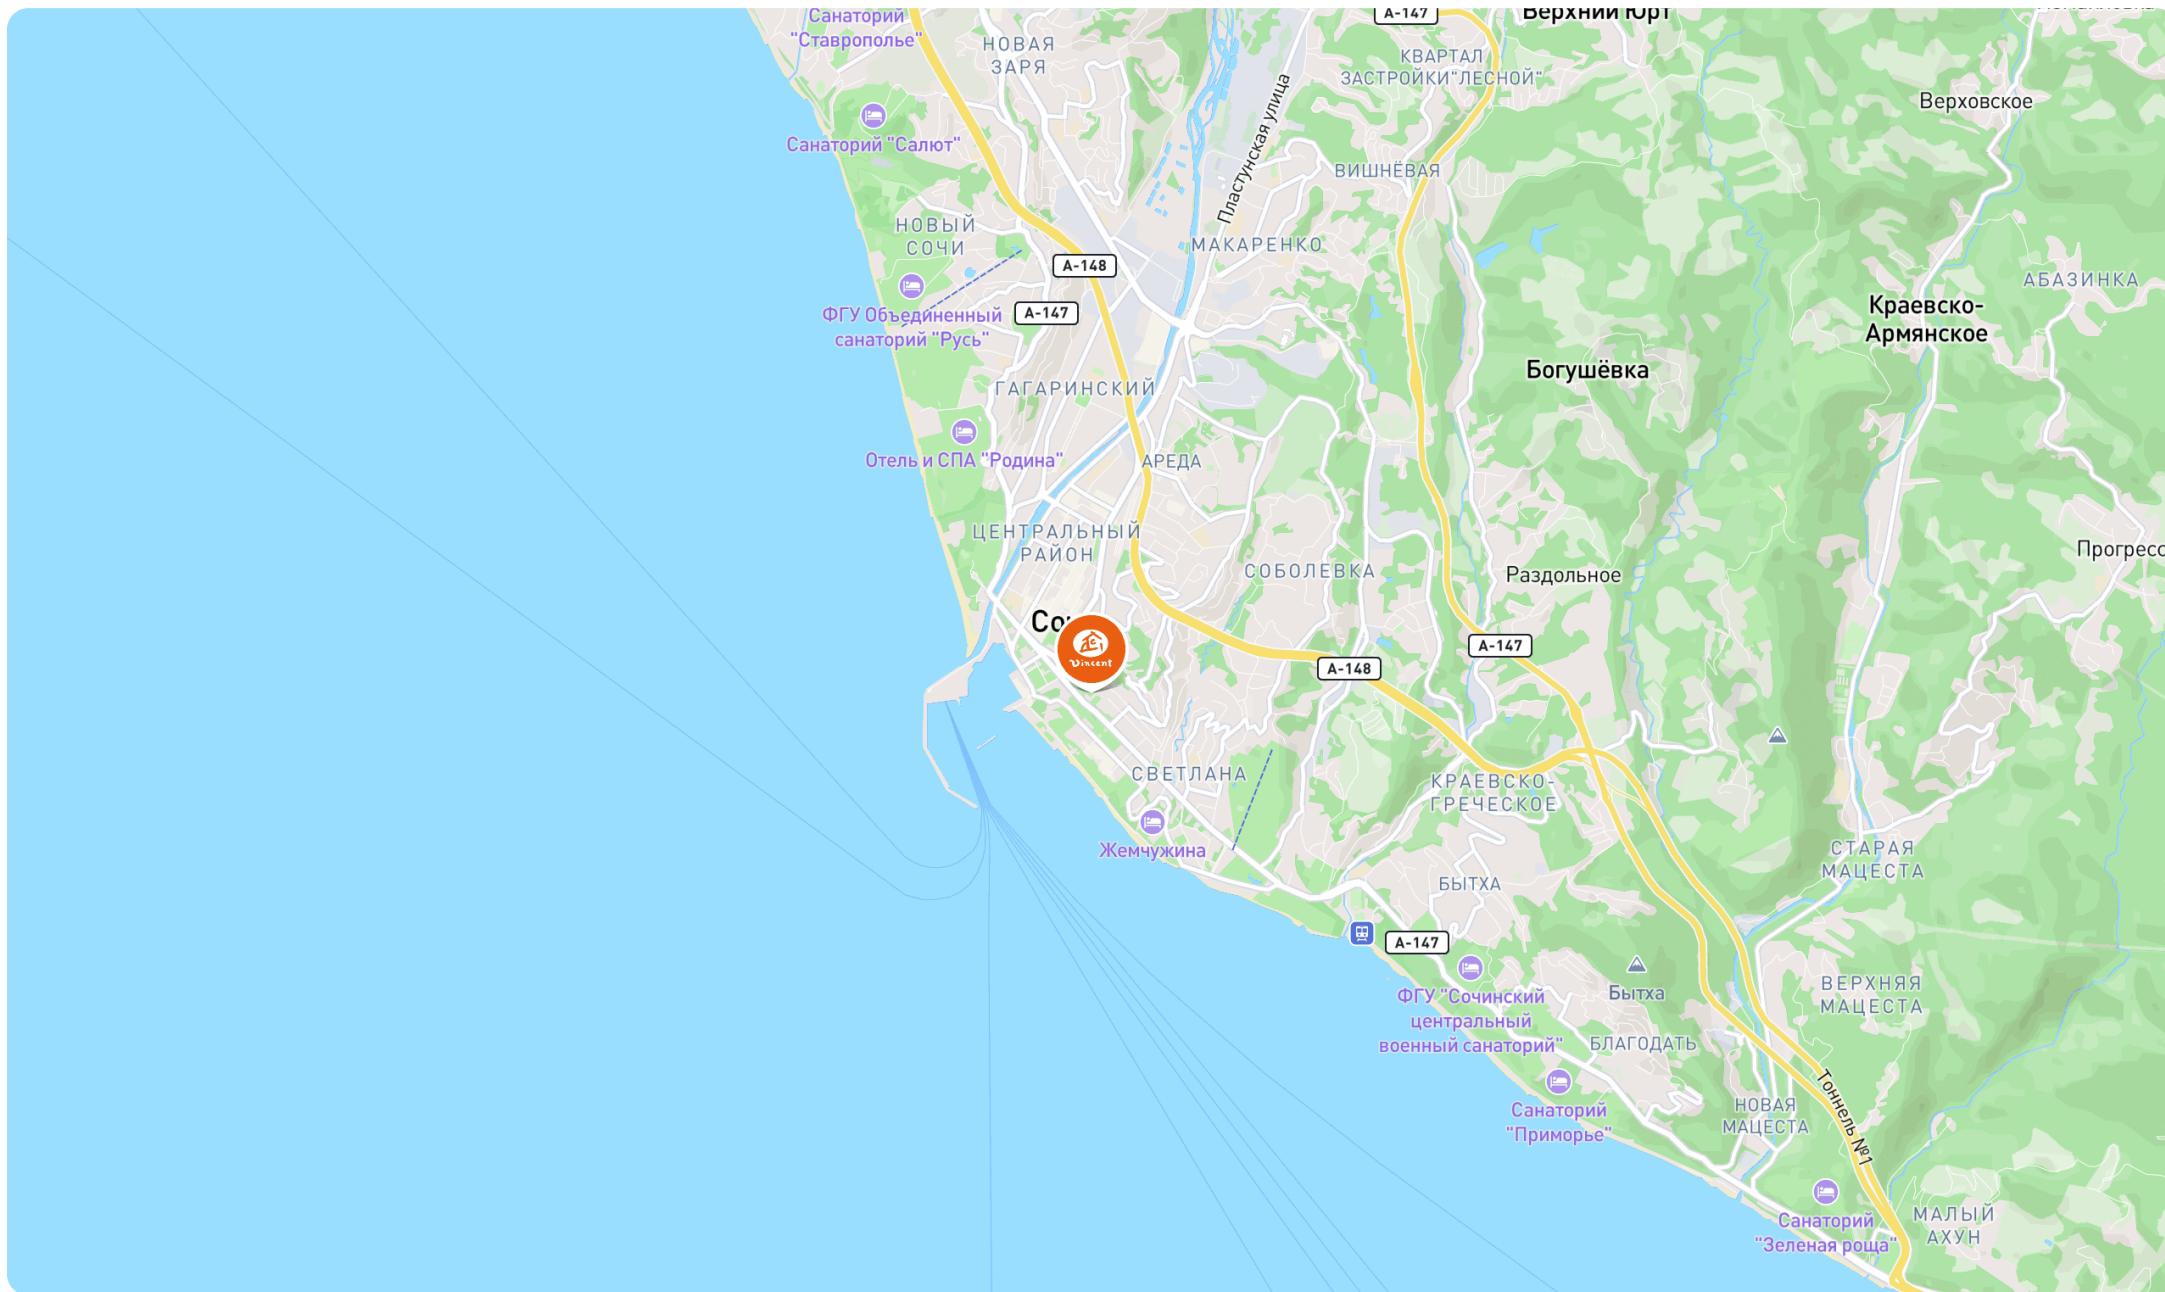 Санаторий
"Ставрополье"
НОВАЯ
ЗАРЯ
А-147
Верхний Юрт
КВАРТАЛ
ЗАСТРОЙКИ"ЛЕСНОЙ"
Верховское
Санаторий "Салют"
Пластунская улица
ВИШНЁВАЯ
НОВЫЙ
СОЧИ
МАКАРЕНКО
А-148
АБАЗИНКА
ФГУ Объединенный
санаторий "Русь"
А-147
Краевско-
Армянское
Богушёвка
ГАГАРИНСКИЙ
Отель и СПА "Родина"
АРЕДА
ЦЕНТРАЛЬНЫЙ
РАЙОН
Прогресс
СОБОЛЕВКА
Раздольное
Со
Vincent
А-147
А-148
СВЕТЛАНА
КРАЕВСКО-
ГРЕЧЕСКОЕ
Жемчужина
СТАРАЯ
МАЦЕСТА
БЫТХА
А-147
ФГУ "Сочинский
центральный
военный санаторий"
Бытха
ВЕРХНЯЯ
МАЦЕСТА
БЛАГОДАТЬ
Санаторий
"Приморье"
НОВАЯ
МАЦЕСТА
Тоннель №1
Санаторий
"Зеленая роща"
МАЛЫЙ
АХУН